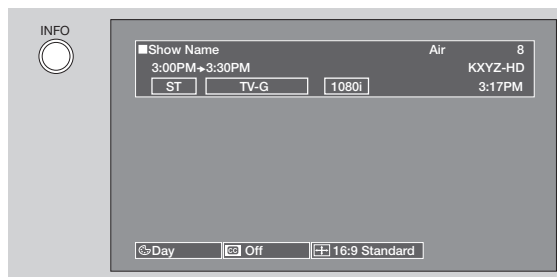 INFO
■Show Name Air 8
3:00PM→3:30PM KXYZ-HD
ST TV-G 1080i 3:17PM
Day CC Off 16:9 Standard